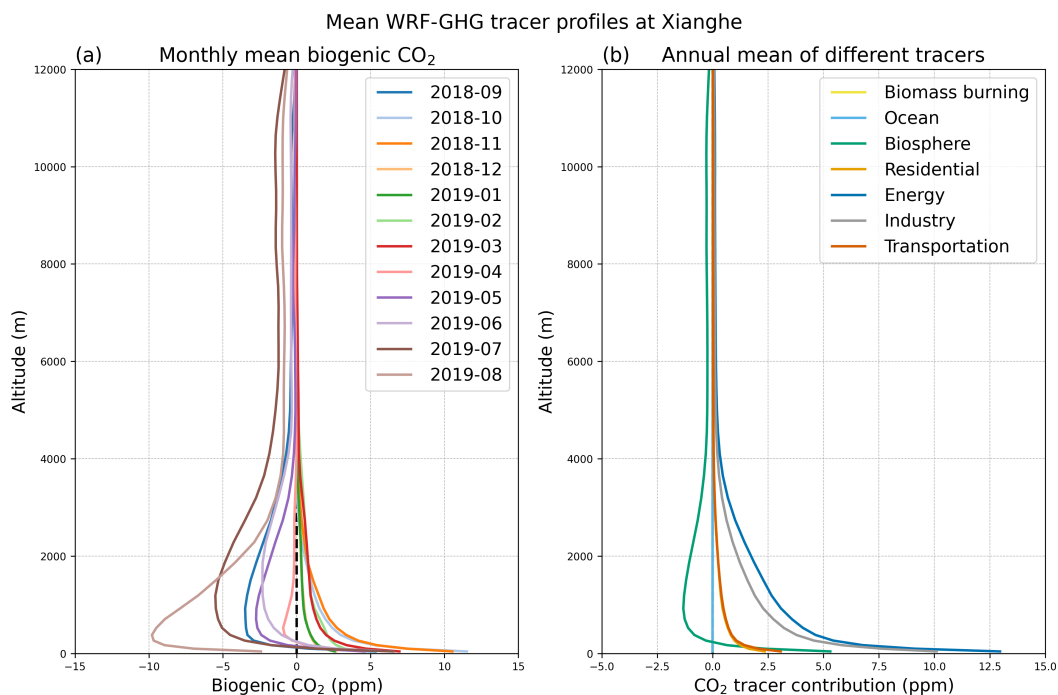 Mean WRF-GHG tracer profiles at Xianghe
(a) Monthly mean biogenic CO₂
12000
10000
8000
6000
4000
2000
0
Altitude (m)
2018-09
2018-10
2018-11
2018-12
2019-01
2019-02
2019-03
2019-04
2019-05
2019-06
2019-07
2019-08
−15 −10 −5 0 5 10 15
Biogenic CO₂ (ppm)
(b) Annual mean of different tracers
12000
10000
8000
6000
4000
2000
0
Altitude (m)
Biomass burning
Ocean
Biosphere
Residential
Energy
Industry
Transportation
−5.0 −2.5 0.0 2.5 5.0 7.5 10.0 12.5 15.0
CO₂ tracer contribution (ppm)